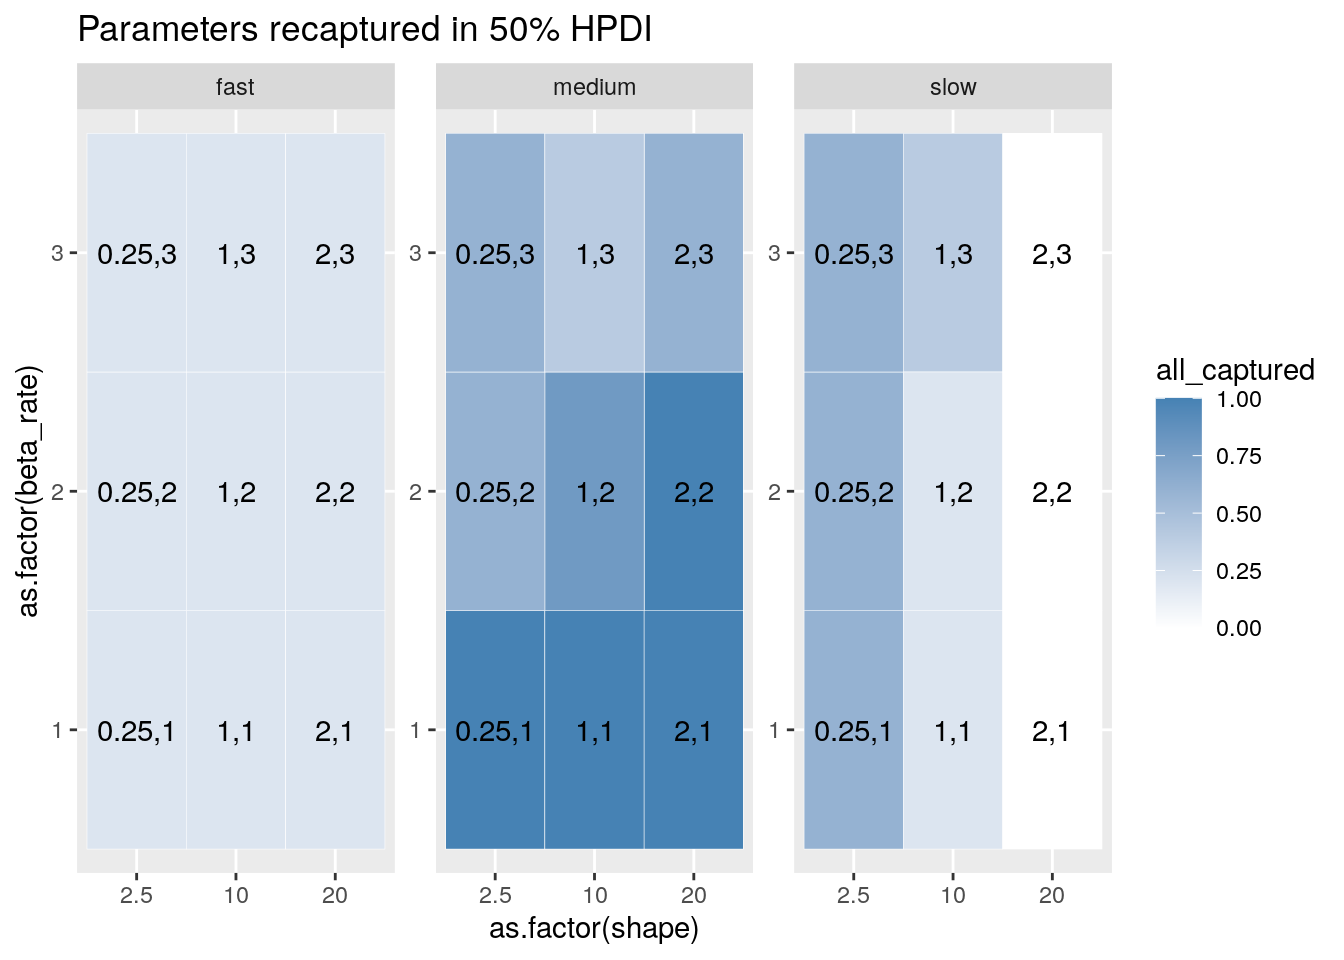 Parameters recaptured in 50% HPDI
fast
medium
slow
as.factor(beta_rate)
3
0.25,3 1,3 2,3
2
0.25,2 1,2 2,2
1
0.25,1 1,1 2,1
2.5 10 20
3
0.25,3 1,3 2,3
2
0.25,2 1,2 2,2
1
0.25,1 1,1 2,1
2.5 10 20
3
0.25,3 1,3 2,3
2
0.25,2 1,2 2,2
1
0.25,1 1,1 2,1
2.5 10 20
as.factor(shape)
all_captured
1.00
0.75
0.50
0.25
0.00